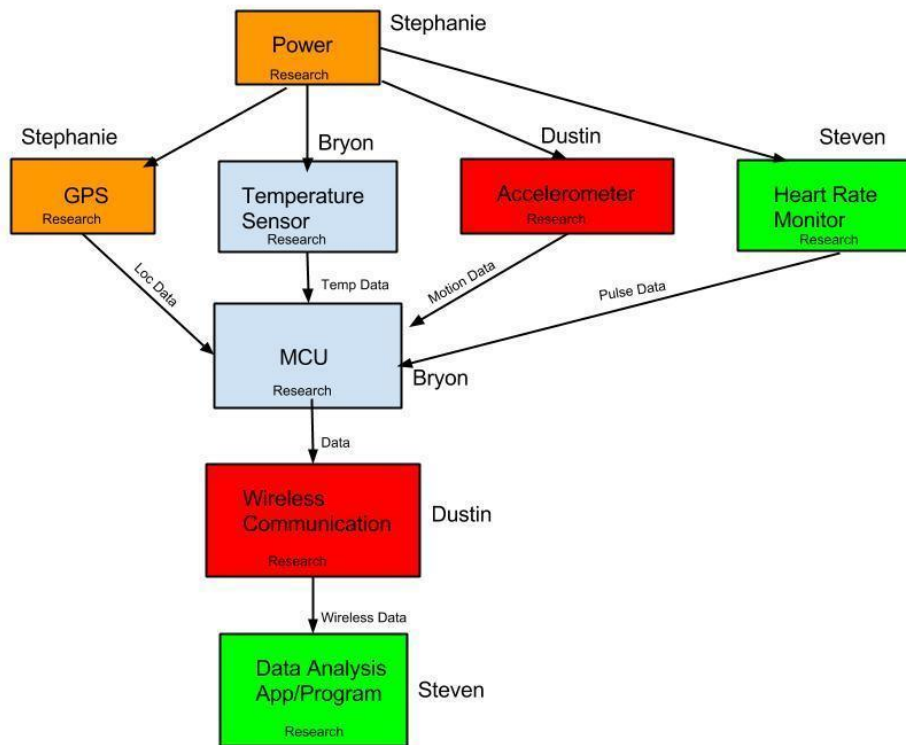 Stephanie
Power
Research
Stephanie
Bryon
Dustin
Steven
GPS
Research
Temperature
Sensor
Research
Accelerometer
Research
Heart Rate
Monitor
Research
Loc Data
Temp Data
Motion Data
Pulse Data
MCU
Research
Bryon
Data
Wireless
Communication
Research
Dustin
Wireless Data
Data Analysis
App/Program
Research
Steven